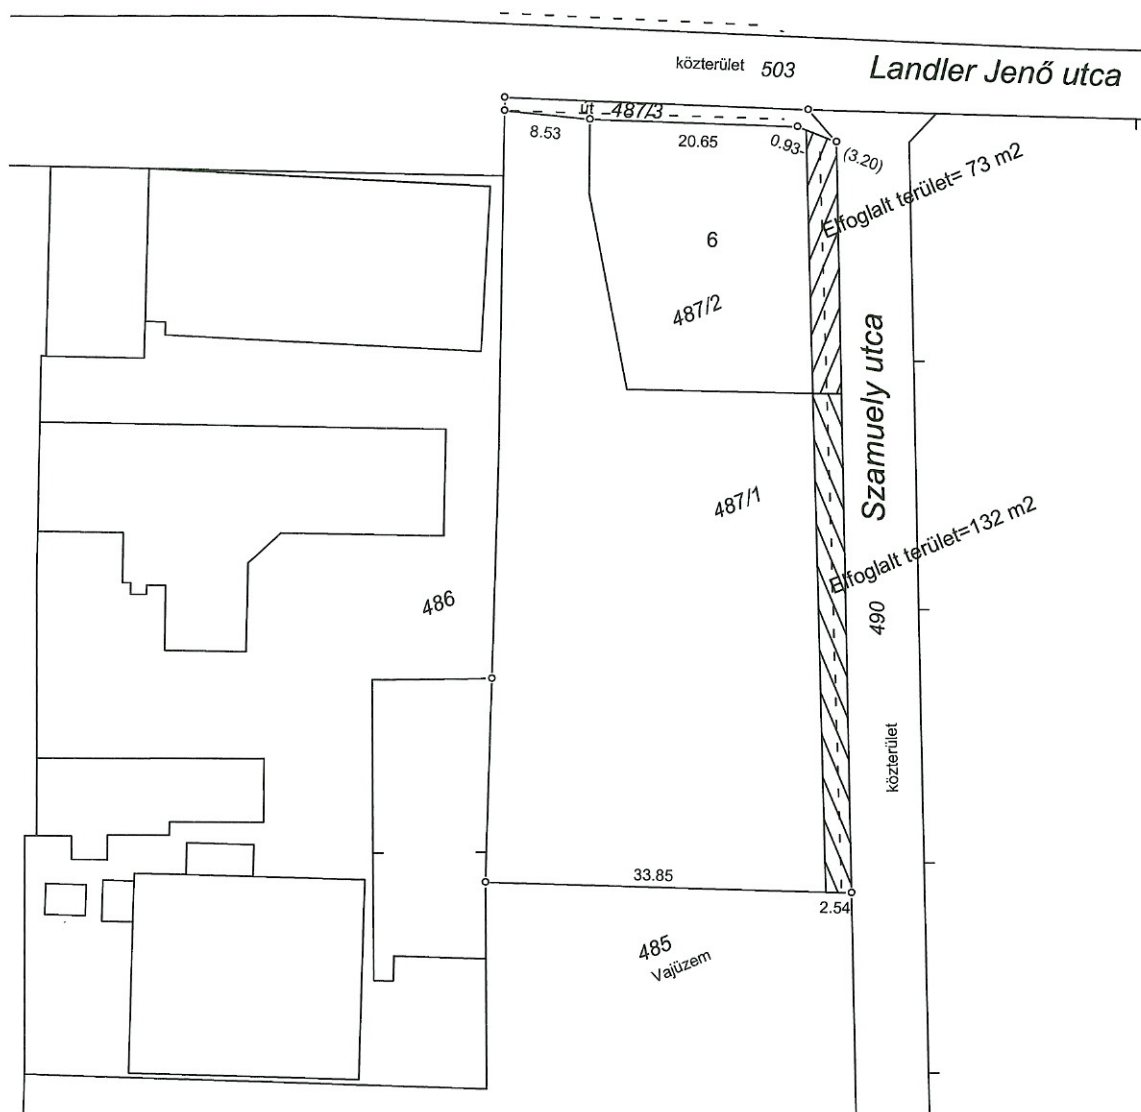 közterület 503
Landler Jenő utca
út 487/3
8.53
20.65
0.93
(3.20)
Elfoglalt terület= 73 m2
6
487/2
Szamuely utca
487/1
Elfoglalt terület=132 m2
486
490
közterület
33.85
2.54
485
Vajüzem